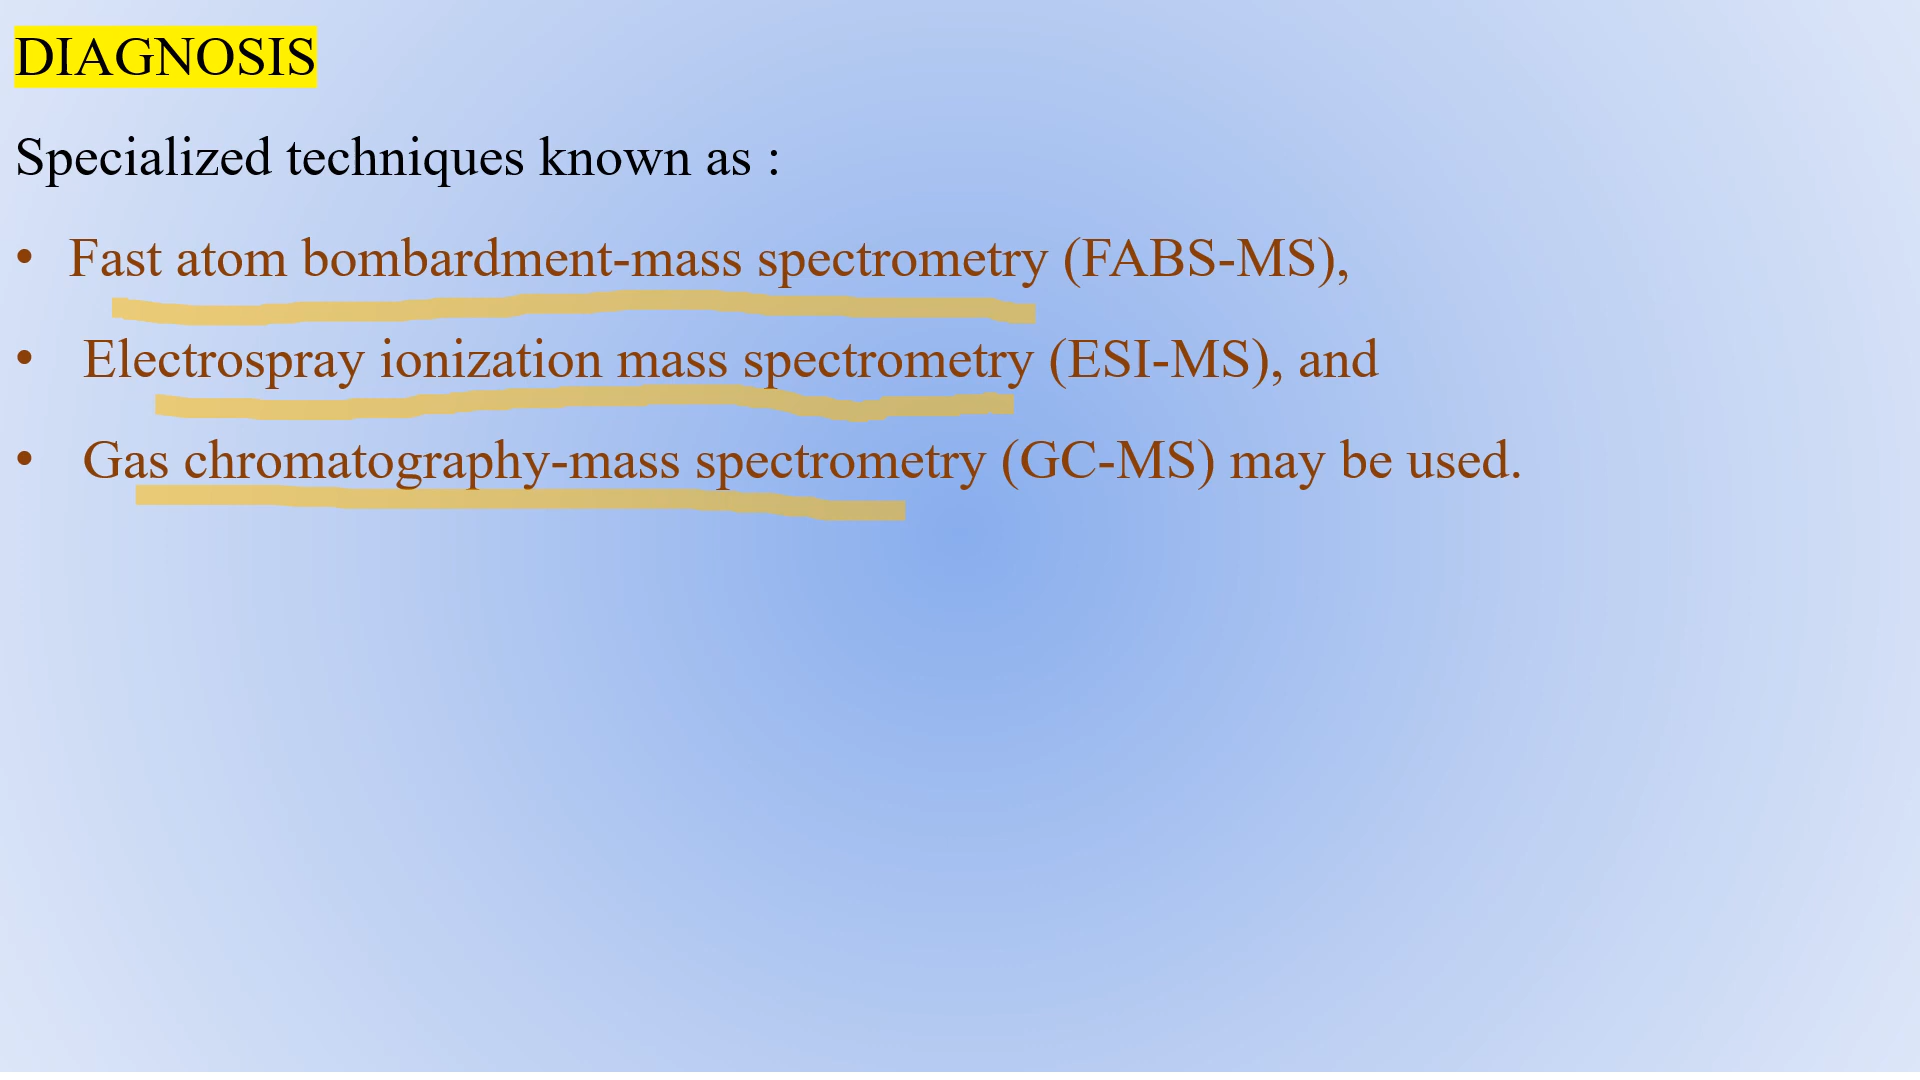 DIAGNOSIS
Specialized techniques known as :
• Fast atom bombardment-mass spectrometry (FABS-MS),
• Electrospray ionization mass spectrometry (ESI-MS), and
• Gas chromatography-mass spectrometry (GC-MS) may be used.